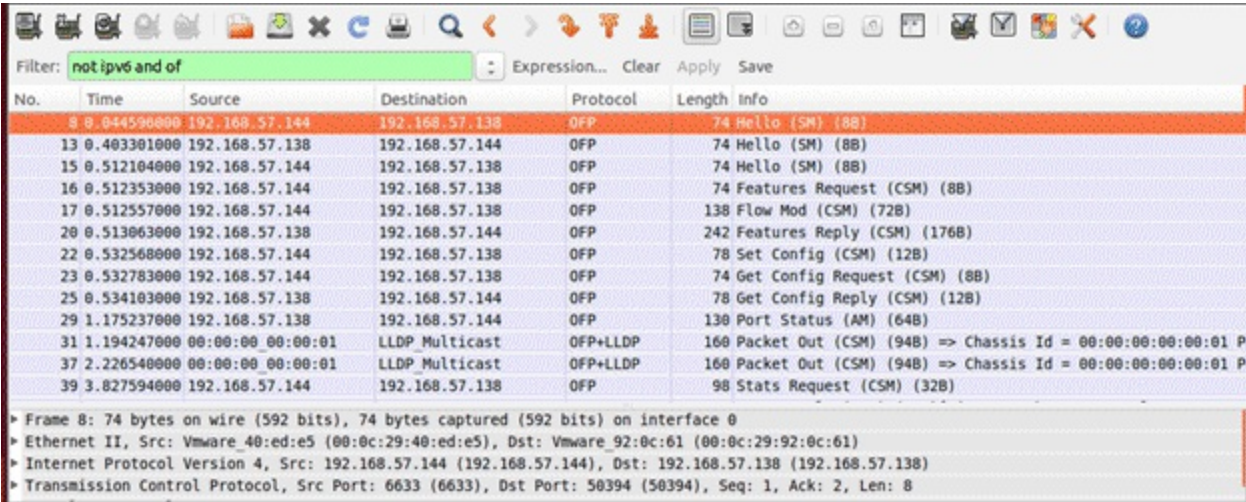 Filter: not ipv6 and of Expression... Clear Apply Save
No. Time Source Destination Protocol Length Info
8 0.044596000 192.168.57.144 192.168.57.138 OFP 74 Hello (SM) (8B)
13 0.403301000 192.168.57.138 192.168.57.144 OFP 74 Hello (SM) (8B)
15 0.512104000 192.168.57.144 192.168.57.138 OFP 74 Hello (SM) (8B)
16 0.512353000 192.168.57.144 192.168.57.138 OFP 74 Features Request (CSM) (8B)
17 0.512557000 192.168.57.144 192.168.57.138 OFP 138 Flow Mod (CSM) (72B)
20 0.513063000 192.168.57.138 192.168.57.144 OFP 242 Features Reply (CSM) (176B)
22 0.532568000 192.168.57.144 192.168.57.138 OFP 78 Set Config (CSM) (12B)
23 0.532783000 192.168.57.144 192.168.57.138 OFP 74 Get Config Request (CSM) (8B)
25 0.534103000 192.168.57.138 192.168.57.144 OFP 78 Get Config Reply (CSM) (12B)
29 1.175237000 192.168.57.138 192.168.57.144 OFP 130 Port Status (AM) (64B)
31 1.194247000 00:00:00_00:00:01 LLDP_Multicast OFP+LLDP 160 Packet Out (CSM) (94B) => Chassis Id = 00:00:00:00:00:01 P
37 2.226540000 00:00:00_00:00:01 LLDP_Multicast OFP+LLDP 160 Packet Out (CSM) (94B) => Chassis Id = 00:00:00:00:00:01 P
39 3.827594000 192.168.57.144 192.168.57.138 OFP 98 Stats Request (CSM) (32B)
Frame 8: 74 bytes on wire (592 bits), 74 bytes captured (592 bits) on interface 0
Ethernet II, Src: Vmware_40:ed:e5 (00:0c:29:40:ed:e5), Dst: Vmware_92:0c:61 (00:0c:29:92:0c:61)
Internet Protocol Version 4, Src: 192.168.57.144 (192.168.57.144), Dst: 192.168.57.138 (192.168.57.138)
Transmission Control Protocol, Src Port: 6633 (6633), Dst Port: 50394 (50394), Seq: 1, Ack: 2, Len: 8